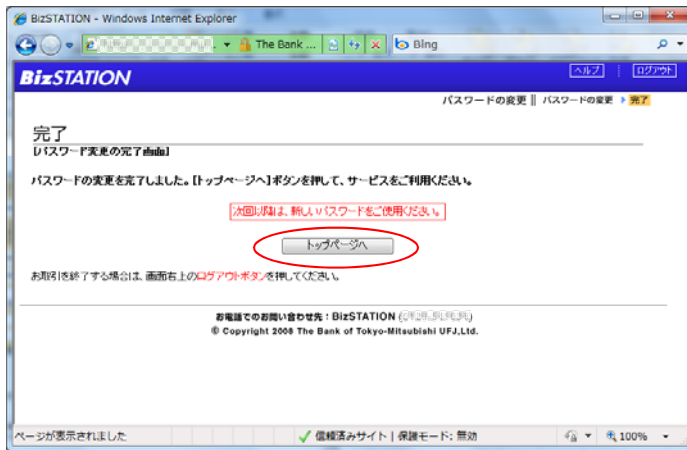 BizSTATION - Windows Internet Explorer
The Bank ...
Bing
BizSTATION
ヘルプ
ログアウト
パスワードの変更 || パスワードの変更 ▶ 完了
完了
[パスワード変更の完了画面]
パスワードの変更を完了しました。[トップページへ]ボタンを押して、サービスをご利用ください。
次回以降は、新しいパスワードをご使用ください。
トップページへ
お取引を終了する場合は、画面右上のログアウトボタンを押してください。
お電話でのお問い合わせ先：BizSTATION
© Copyright 2008 The Bank of Tokyo-Mitsubishi UFJ,Ltd.
ページが表示されました
信頼済みサイト | 保護モード: 無効
100%